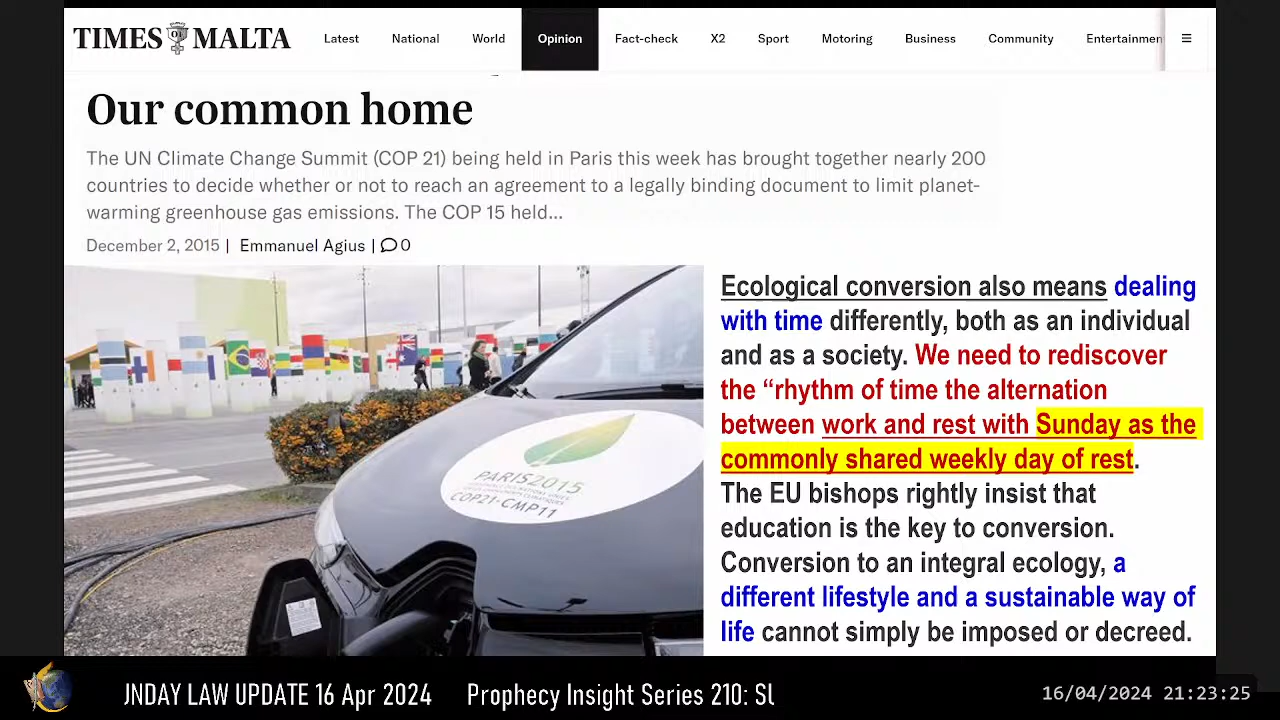 TIMES OF MALTA
Latest National World Opinion Fact-check X2 Sport Motoring Business Community Entertainmen
Our common home
The UN Climate Change Summit (COP 21) being held in Paris this week has brought together nearly 200
countries to decide whether or not to reach an agreement to a legally binding document to limit planet-
warming greenhouse gas emissions. The COP 15 held...
December 2, 2015 | Emmanuel Agius | 0
Ecological conversion also means dealing
with time differently, both as an individual
and as a society. We need to rediscover
the “rhythm of time the alternation
between work and rest with Sunday as the
commonly shared weekly day of rest.
The EU bishops rightly insist that
education is the key to conversion.
Conversion to an integral ecology, a
different lifestyle and a sustainable way of
life cannot simply be imposed or decreed.
PARIS2015
COP21·CMP11
JNDAY LAW UPDATE 16 Apr 2024 Prophecy Insight Series 210: SU
16/04/2024 21:23:25